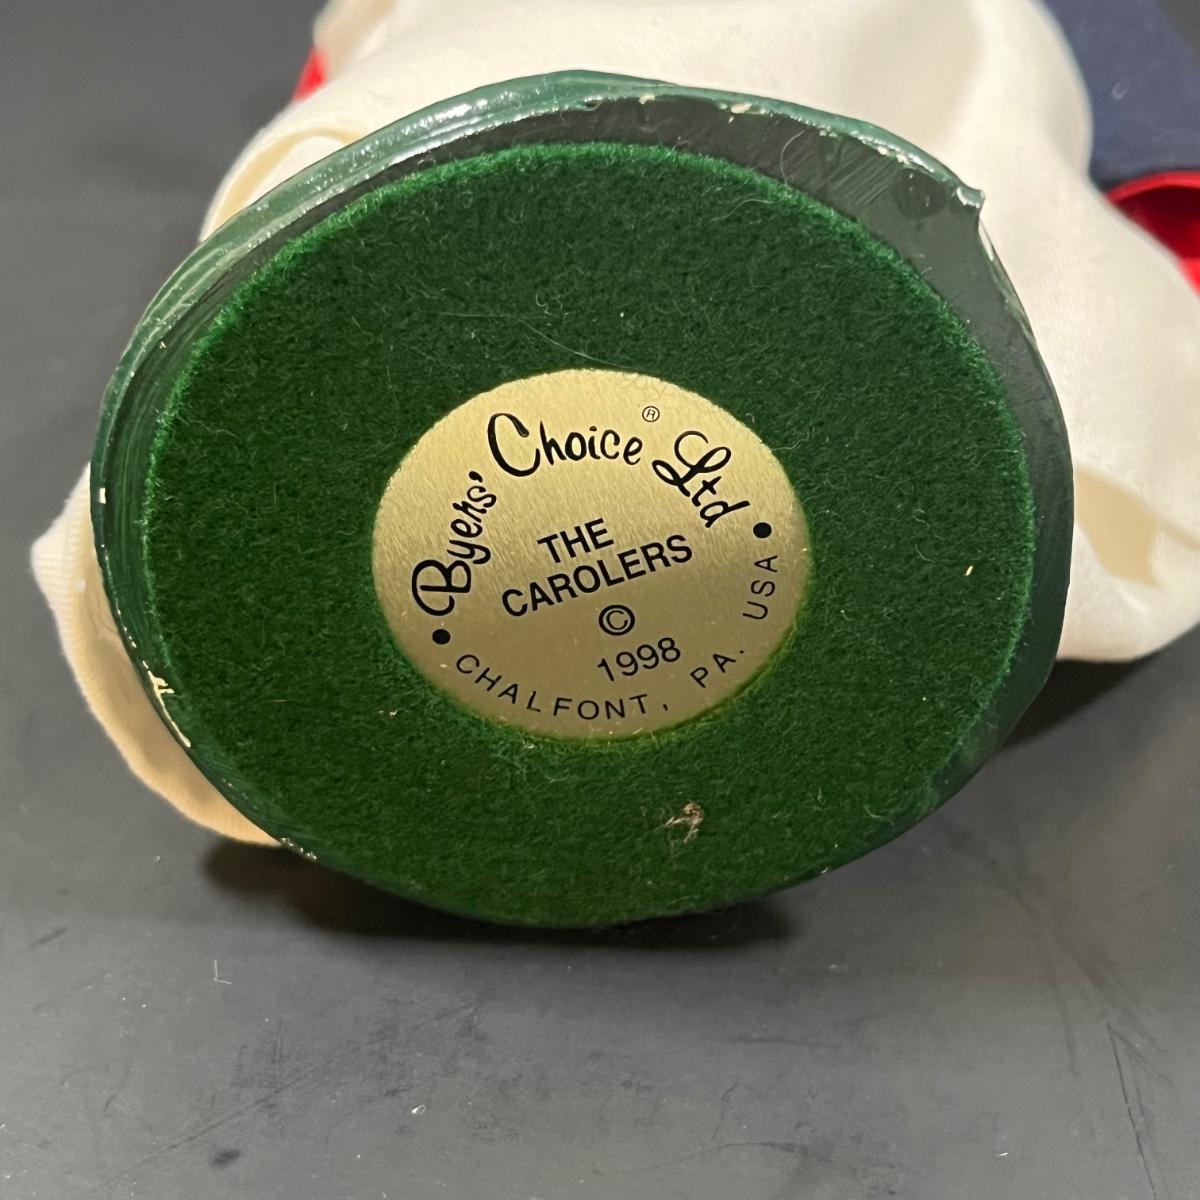 Byers' Choice® Ltd
THE
CAROLERS
©
1998
• CHALFONT, PA. USA •